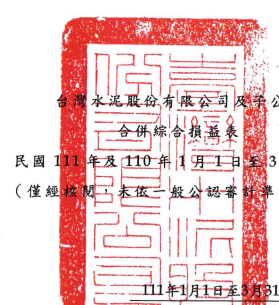 台灣水泥股份有限公司及子公
合併綜合損益表
民國 111 年及 110 年 1 月 1 日至 3
(僅經核閱,未依一般公認審計準
111年1月1日至3月31